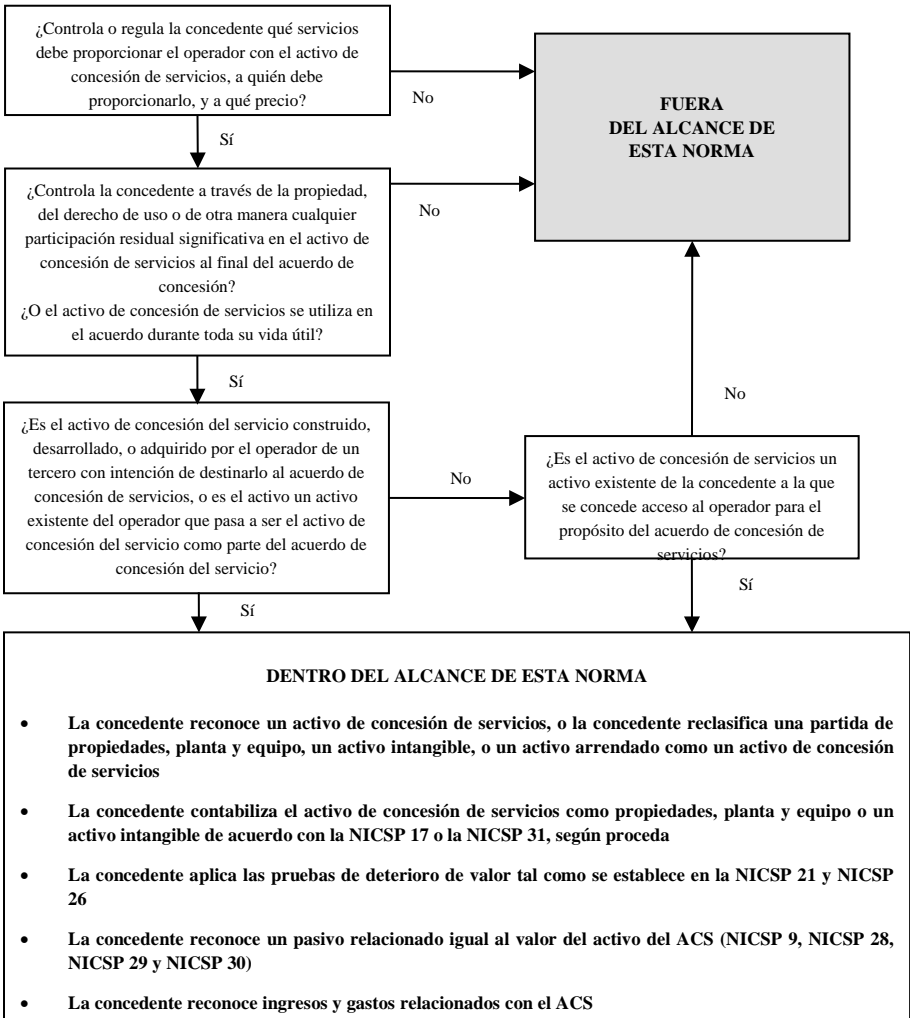 ¿Controla o regula la concedente qué servicios
debe proporcionar el operador con el activo de
concesión de servicios, a quién debe
proporcionarlo, y a qué precio?
No
FUERA
DEL ALCANCE DE
ESTA NORMA
Sí
¿Controla la concedente a través de la propiedad,
del derecho de uso o de otra manera cualquier
participación residual significativa en el activo de
concesión de servicios al final del acuerdo de
concesión?
¿O el activo de concesión de servicios se utiliza en
el acuerdo durante toda su vida útil?
No
Sí
No
¿Es el activo de concesión del servicio construido,
desarrollado, o adquirido por el operador de un
tercero con intención de destinarlo al acuerdo de
concesión de servicios, o es el activo un activo
existente del operador que pasa a ser el activo de
concesión del servicio como parte del acuerdo de
concesión del servicio?
No
¿Es el activo de concesión de servicios un
activo existente de la concedente a la que
se concede acceso al operador para el
propósito del acuerdo de concesión de
servicios?
Sí
Sí
DENTRO DEL ALCANCE DE ESTA NORMA
• La concedente reconoce un activo de concesión de servicios, o la concedente reclasifica una partida de
propiedades, planta y equipo, un activo intangible, o un activo arrendado como un activo de concesión
de servicios
• La concedente contabiliza el activo de concesión de servicios como propiedades, planta y equipo o un
activo intangible de acuerdo con la NICSP 17 o la NICSP 31, según proceda
• La concedente aplica las pruebas de deterioro de valor tal como se establece en la NICSP 21 y NICSP
26
• La concedente reconoce un pasivo relacionado igual al valor del activo del ACS (NICSP 9, NICSP 28,
NICSP 29 y NICSP 30)
• La concedente reconoce ingresos y gastos relacionados con el ACS